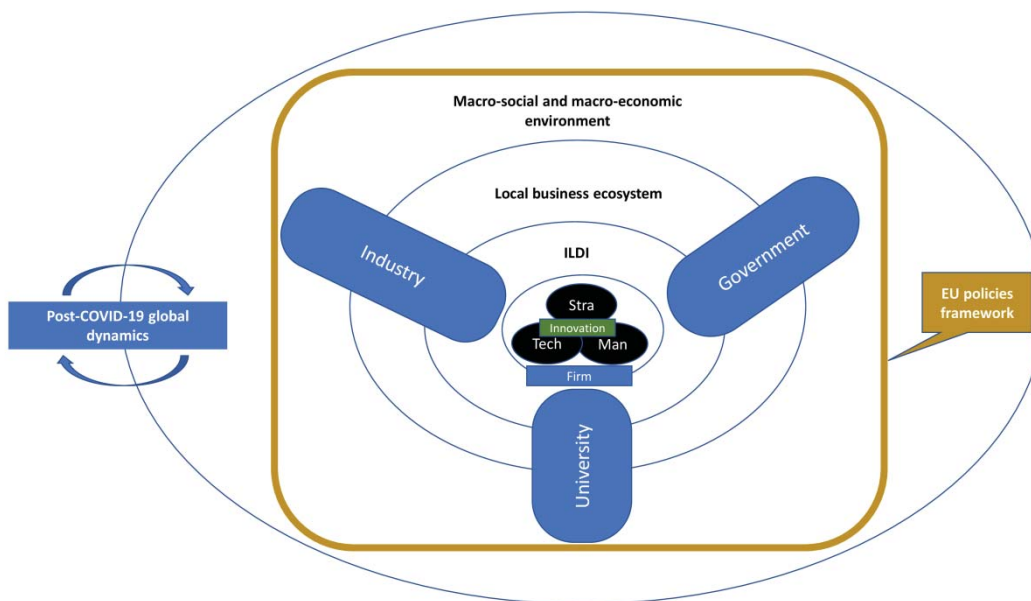 Macro-social and macro-economic
environment
Local business ecosystem
Industry
Government
ILDI
Stra
Innovation
Tech
Man
Firm
University
Post-COVID-19 global
dynamics
EU policies
framework